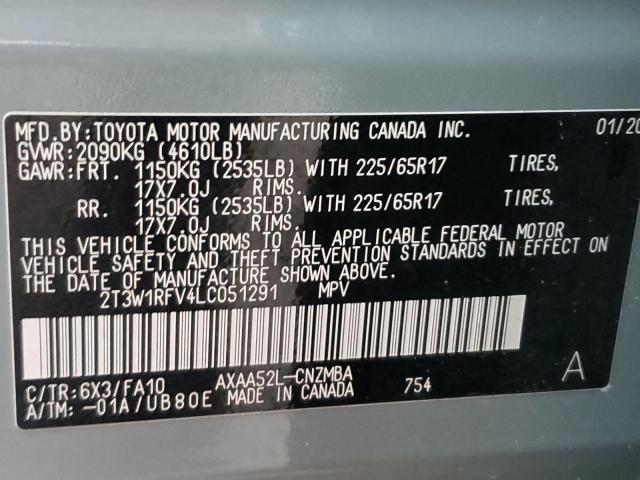 MFD.BY:TOYOTA MOTOR MANUFACTURING CANADA INC. 01/20
GVWR:2090KG (4610LB)
GAWR:FRT. 1150KG (2535LB) WITH 225/65R17 TIRES,
17X7.0J RIMS.
RR. 1150KG (2535LB) WITH 225/65R17 TIRES,
17X7.0J RIMS.
THIS VEHICLE CONFORMS TO ALL APPLICABLE FEDERAL MOTOR
VEHICLE SAFETY AND THEFT PREVENTION STANDARDS IN EFFECT ON
THE DATE OF MANUFACTURE SHOWN ABOVE.
2T3W1RFV4LC051291 MPV
C/TR:6X3/FA10 AXAA52L-CNZMBA 754 A
A/TM:-01A/UB80E MADE IN CANADA